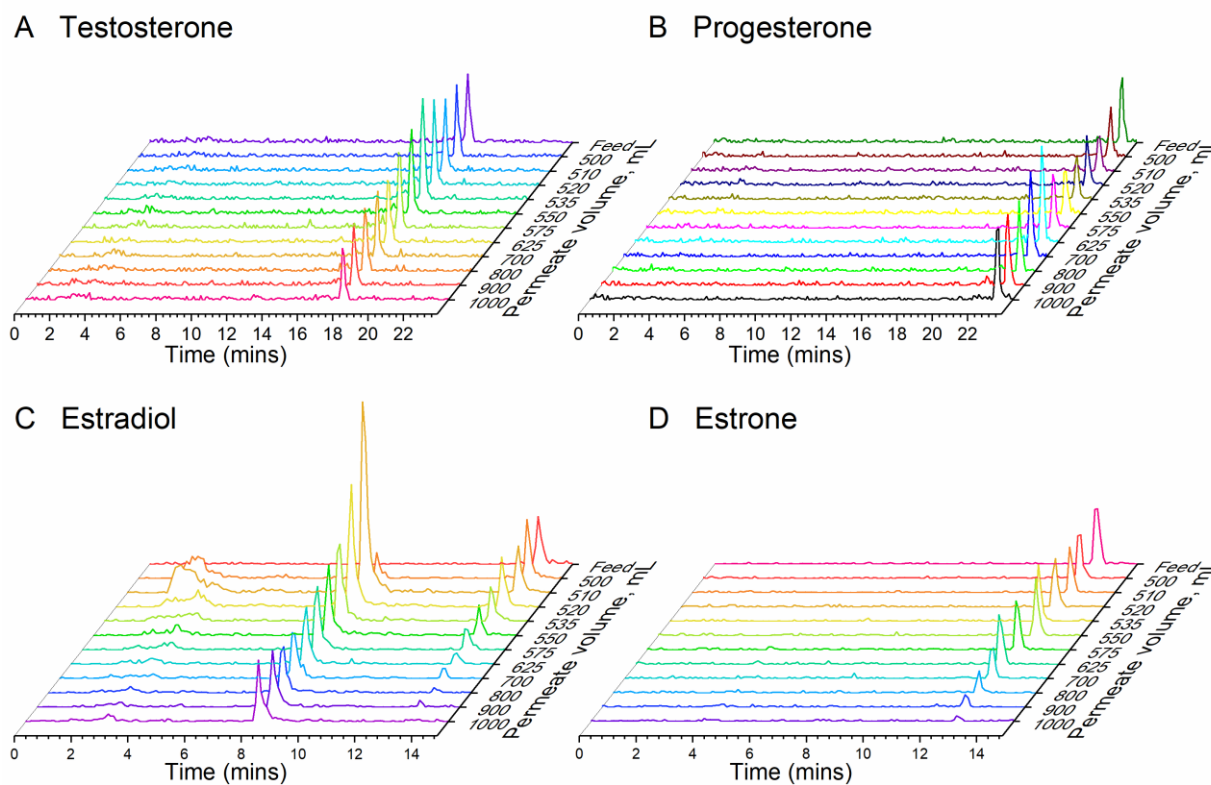 A Testosterone
Feed
500
510
520
535
550
575
625
700
800
900
1000
Permeate volume, mL
0 2 4 6 8 10 12 14 16 18 20 22
Time (mins)
B Progesterone
Feed
500
510
520
535
550
575
625
700
800
900
1000
Permeate volume, mL
0 2 4 6 8 10 12 14 16 18 20 22
Time (mins)
C Estradiol
Feed
500
510
520
535
550
575
625
700
800
900
1000
Permeate volume, mL
0 2 4 6 8 10 12 14
Time (mins)
D Estrone
Feed
500
510
520
535
550
575
625
700
800
900
1000
Permeate volume, mL
0 2 4 6 8 10 12 14
Time (mins)